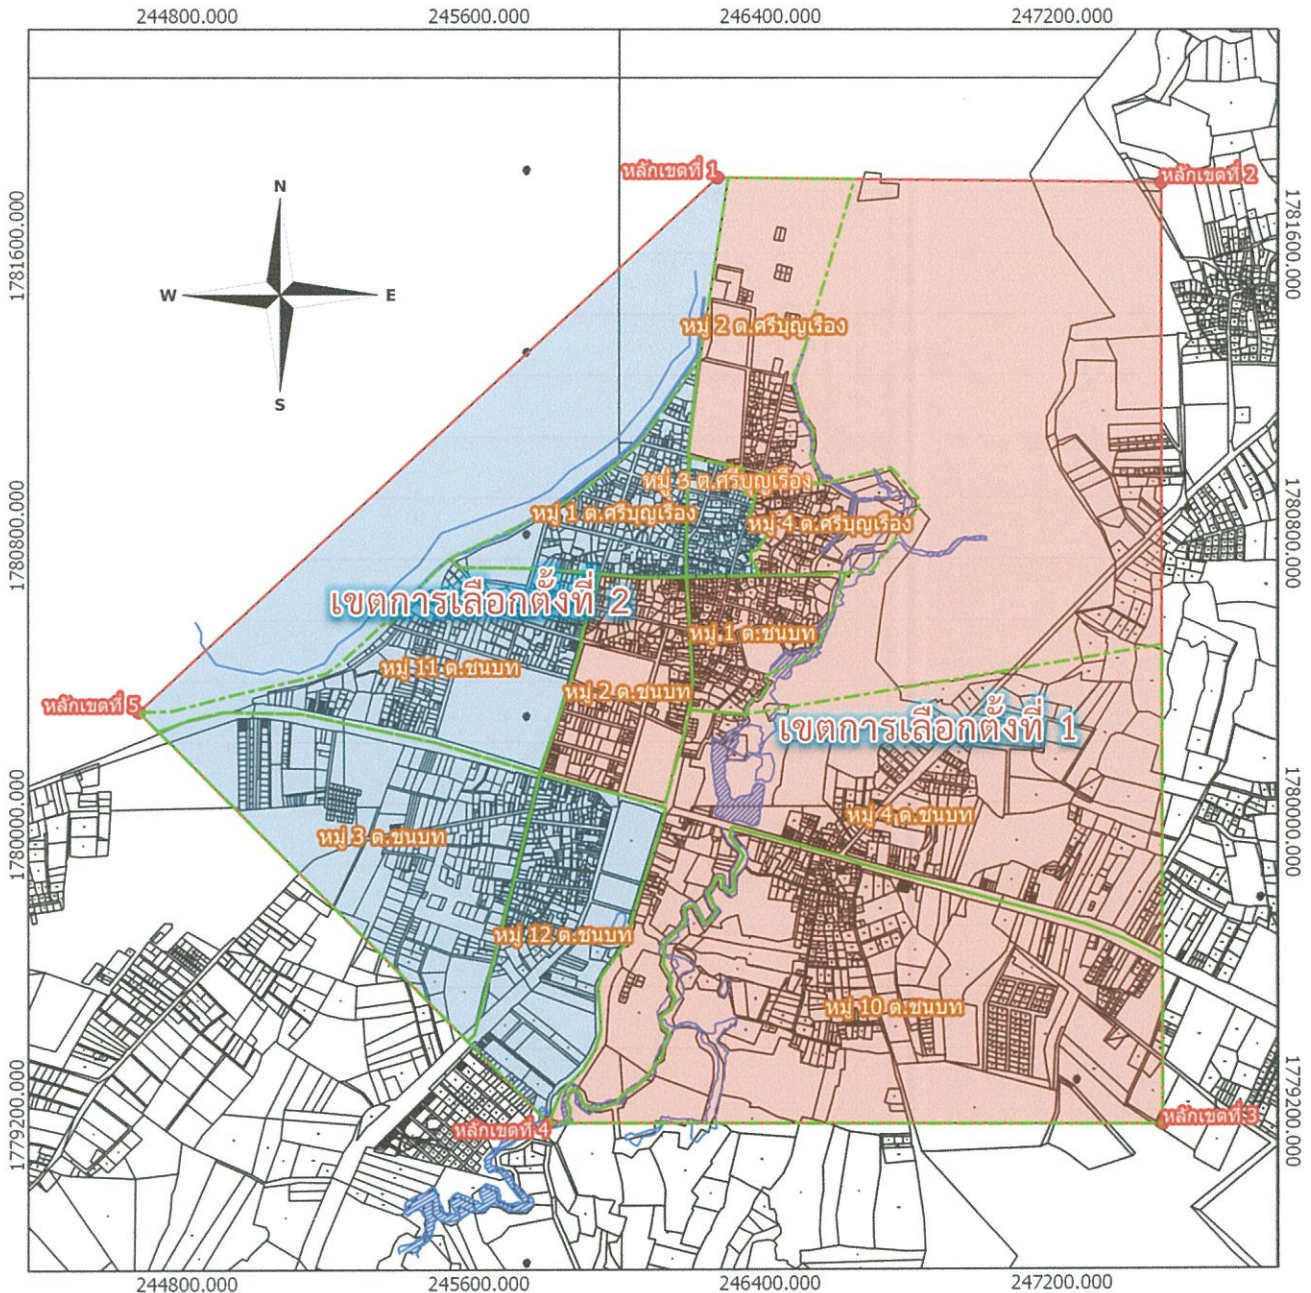 244800.000 245600.000 246400.000 247200.000
หลักเขตที่ 1
หลักเขตที่ 2
1781600.000
1781600.000
N
W
E
S
หมู่ 2 ต.ศรีบุญเรือง
หมู่ 3 ต.ศรีบุญเรือง
หมู่ 1 ต.ศรีบุญเรือง
หมู่ 4 ต.ศรีบุญเรือง
1780800.000
1780800.000
เขตการเลือกตั้งที่ 2
หมู่ 1 ต.ชนบท
หมู่ 11 ต.ชนบท
หมู่ 2 ต.ชนบท
หลักเขตที่ 5
เขตการเลือกตั้งที่ 1
1780000.000
1780000.000
หมู่ 4 ต.ชนบท
หมู่ 3 ต.ชนบท
หมู่ 12 ต.ชนบท
หมู่ 10 ต.ชนบท
1779200.000
1779200.000
หลักเขตที่ 4
หลักเขตที่ 3
244800.000 245600.000 246400.000 247200.000